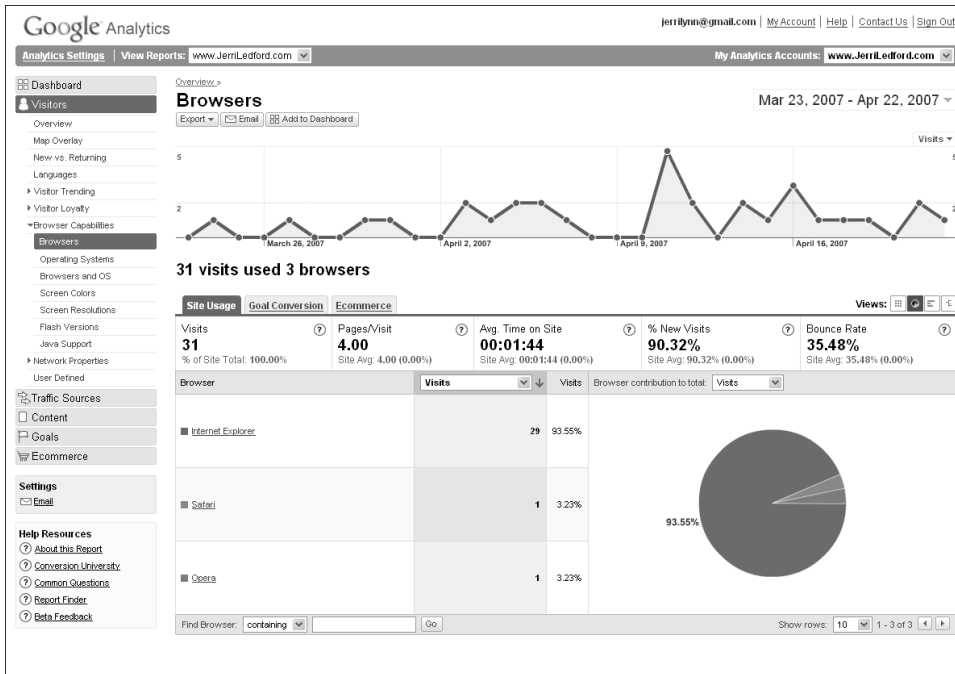 Google Analytics
jerrilynn@gmail.com | My Account | Help | Contact Us | Sign Out
Analytics Settings | View Reports: www.JerriLedford.com
My Analytics Accounts: www.JerriLedford.com
Dashboard
Visitors
Overview
Map Overlay
New vs. Returning
Languages
Visitor Trending
Visitor Loyalty
Browser Capabilities
Browsers
Operating Systems
Browsers and OS
Screen Colors
Screen Resolutions
Flash Versions
Java Support
Network Properties
User Defined
Traffic Sources
Content
Goals
Ecommerce
Settings
Email
Help Resources
About this Report
Conversion University
Common Questions
Report Finder
Beta Feedback
Overview »
Browsers
Mar 23, 2007 - Apr 22, 2007
Export Email Add to Dashboard
Visits
5 5
2 2
March 26, 2007 April 2, 2007 April 9, 2007 April 16, 2007
31 visits used 3 browsers
Site Usage Goal Conversion Ecommerce Views:
Visits ? Pages/Visit ? Avg. Time on Site ? % New Visits ? Bounce Rate ?
31 4.00 00:01:44 90.32% 35.48%
% of Site Total: 100.00% Site Avg: 4.00 (0.00%) Site Avg: 00:01:44 (0.00%) Site Avg: 90.32% (0.00%) Site Avg: 35.48% (0.00%)
Browser Visits Visits Browser contribution to total: Visits
Internet Explorer 29 93.55%
Safari 1 3.23%
93.55%
Opera 1 3.23%
Find Browser: containing Go Show rows: 10 1 - 3 of 3